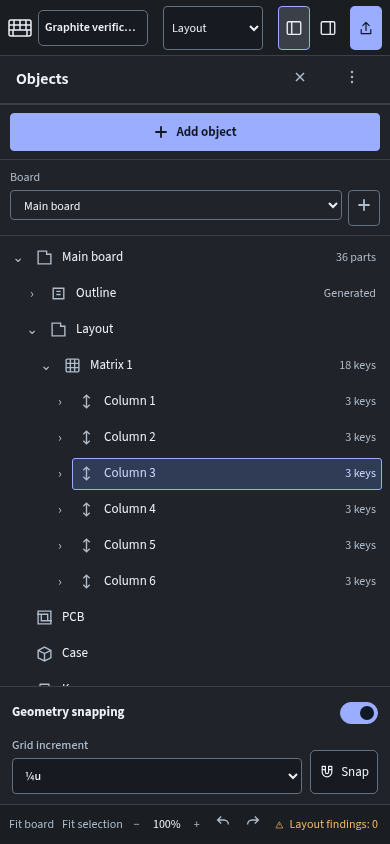 Graphite verific...
Layout
Objects
Add object
Board
Main board
Main board 36 parts
Outline Generated
Layout
Matrix 1 18 keys
Column 1 3 keys
Column 2 3 keys
Column 3 3 keys
Column 4 3 keys
Column 5 3 keys
Column 6 3 keys
PCB
Case
Geometry snapping
Grid increment
¼u
Snap
Fit board Fit selection − 100% + Layout findings: 0